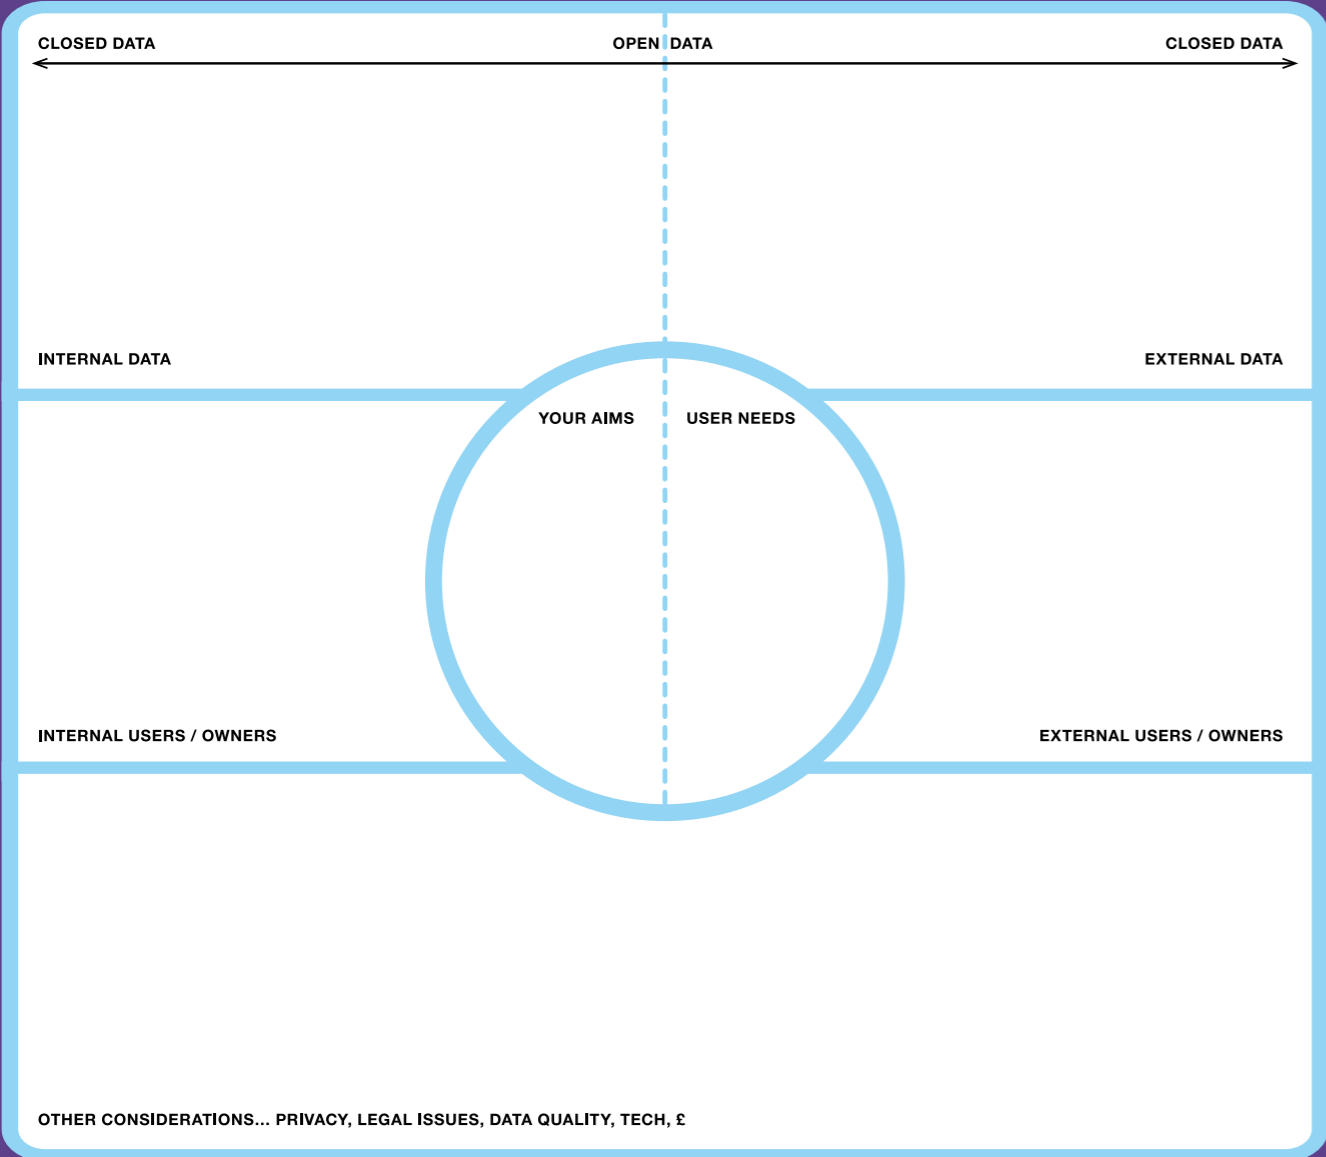 CLOSED DATA
OPEN DATA
CLOSED DATA
INTERNAL DATA
EXTERNAL DATA
YOUR AIMS
USER NEEDS
INTERNAL USERS / OWNERS
EXTERNAL USERS / OWNERS
OTHER CONSIDERATIONS... PRIVACY, LEGAL ISSUES, DATA QUALITY, TECH, £